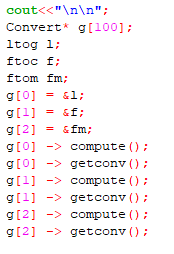 cout<<"\n\n";
Convert* g[100];
ltog l;
ftoc f;
ftom fm;
g[0] = &l;
g[1] = &f;
g[2] = &fm;
g[0] -> compute();
g[0] -> getconv();
g[1] -> compute();
g[1] -> getconv();
g[2] -> compute();
g[2] -> getconv();